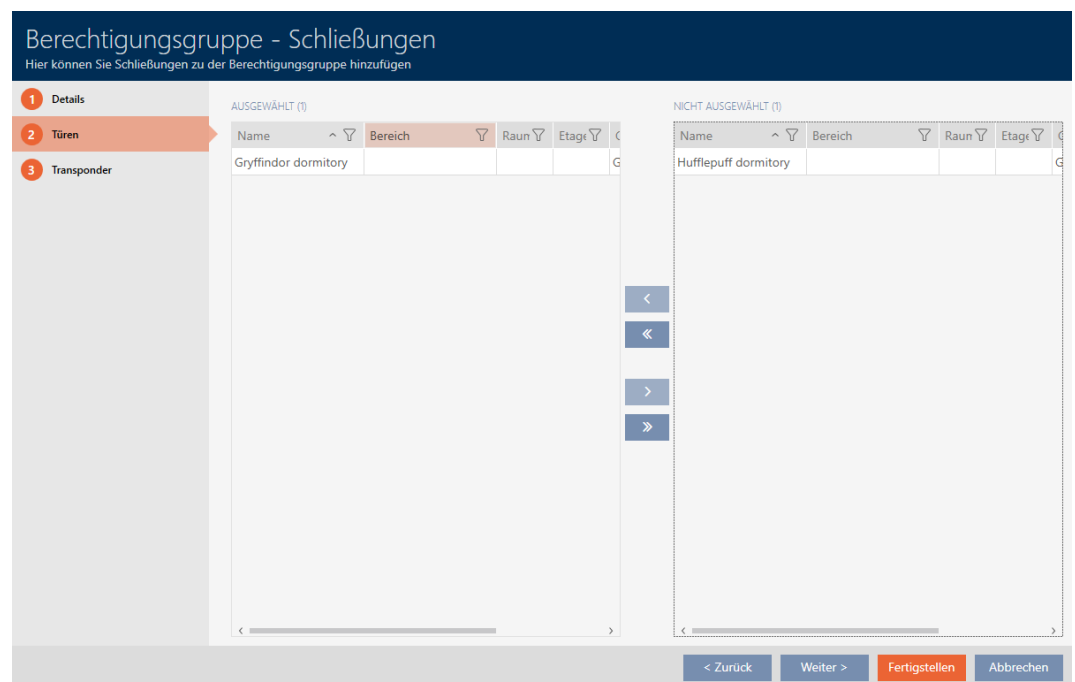 Berechtigungsgruppe - Schließungen
Hier können Sie Schließungen zu der Berechtigungsgruppe hinzufügen
1 Details
2 Türen
3 Transponder
AUSGEWÄHLT (1)
Name Bereich Raum Etage
Gryffindor dormitory G
NICHT AUSGEWÄHLT (1)
Name Bereich Raum Etage
Hufflepuff dormitory G
< Zurück Weiter > Fertigstellen Abbrechen